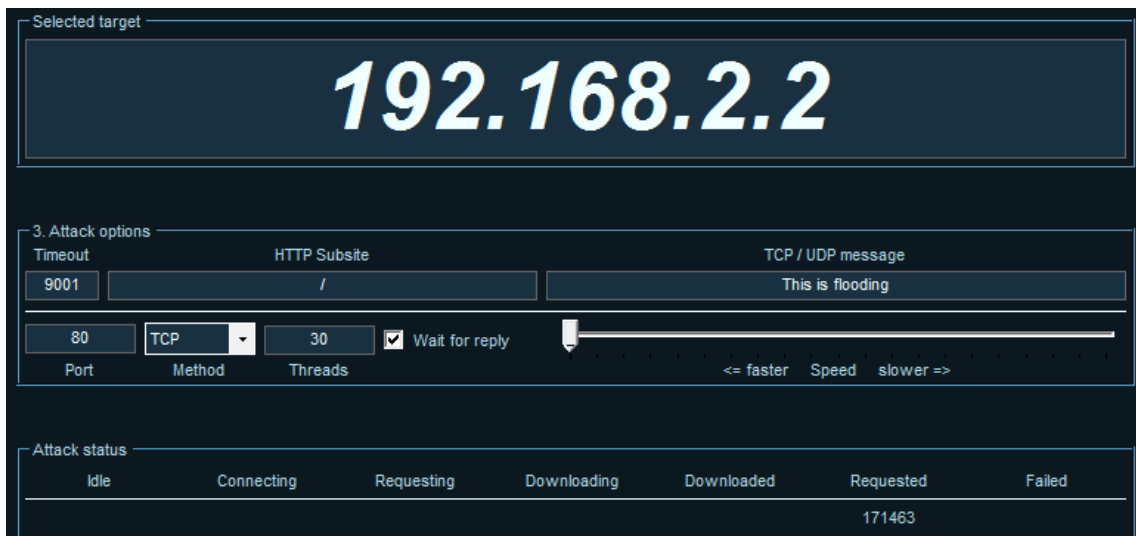 Selected target
192.168.2.2
3. Attack options
Timeout HTTP Subsite TCP / UDP message
9001 / This is flooding
80 TCP 30 Wait for reply
Port Method Threads <= faster Speed slower =>
Attack status
Idle Connecting Requesting Downloading Downloaded Requested Failed
171463